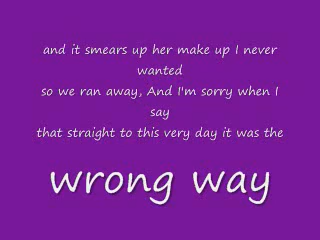 and it smears up her make up I never
wanted
so we ran away, And I'm sorry when I
say
that straight to this very day it was the
wrong way